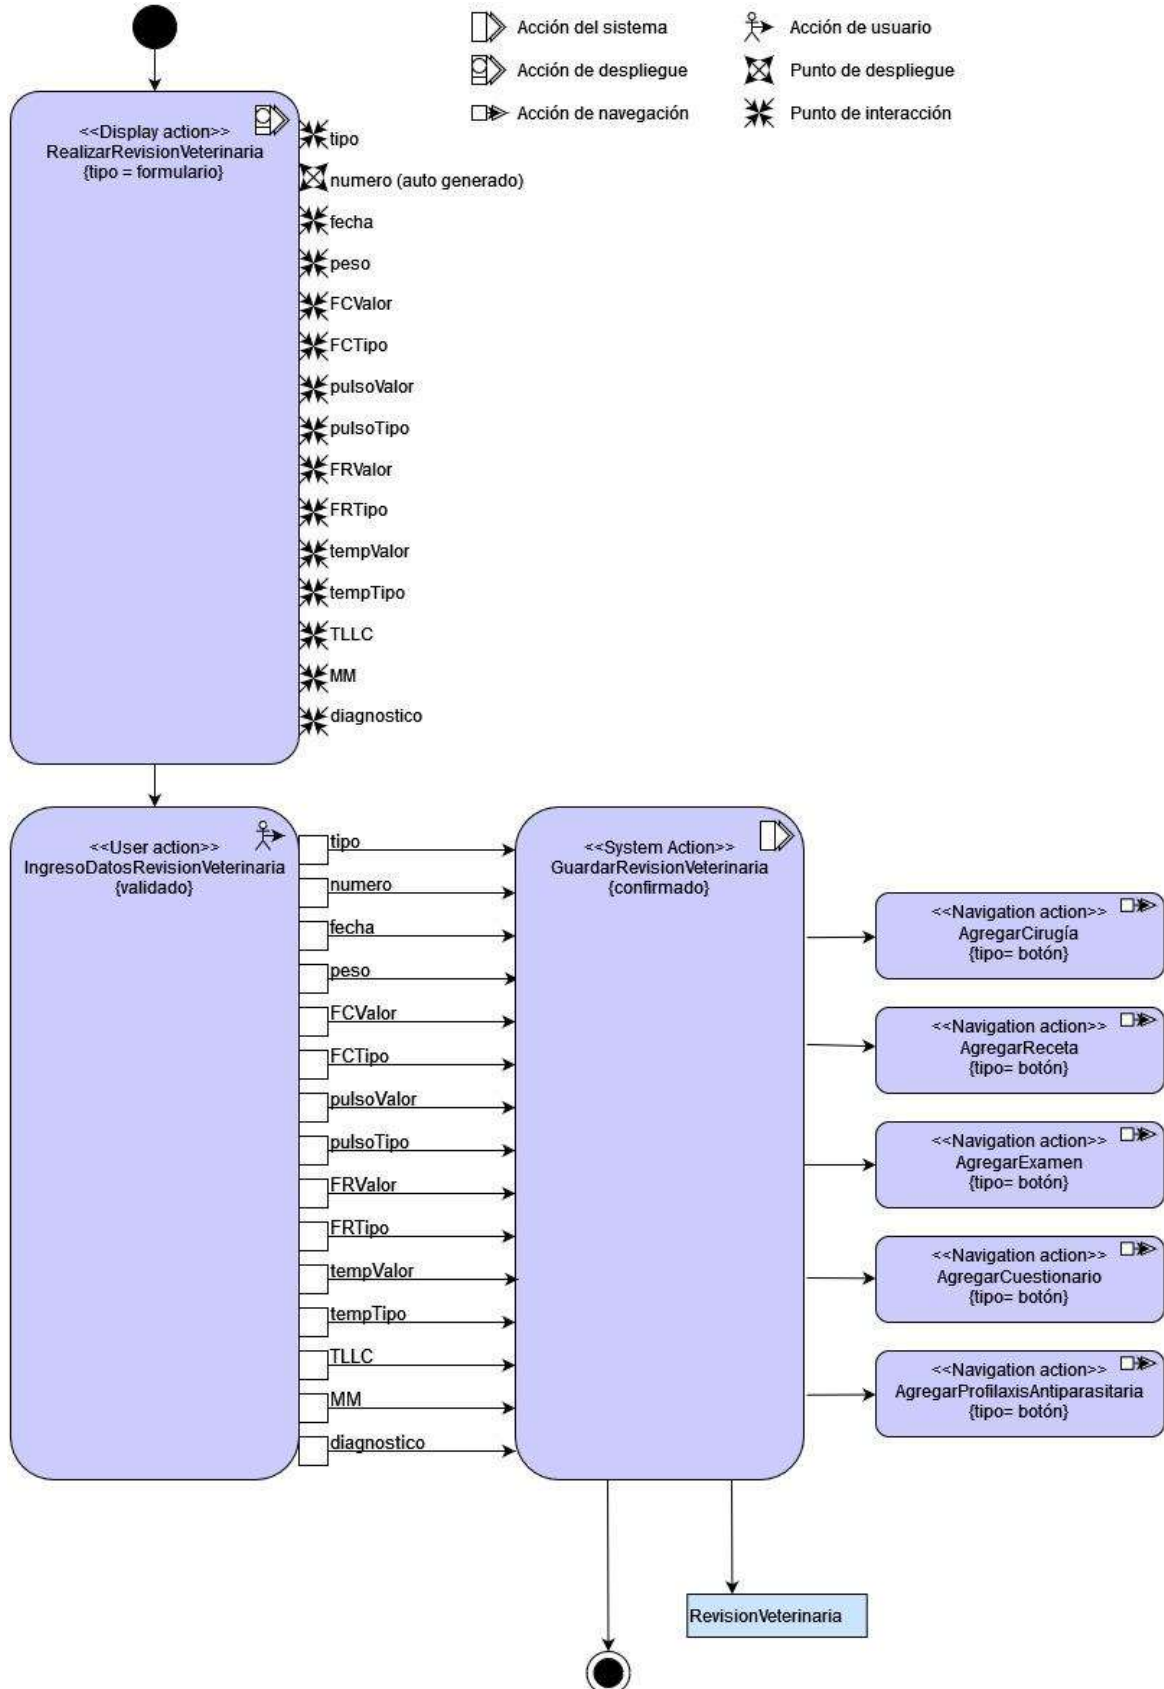 Acción del sistema
Acción de usuario
Acción de despliegue
Punto de despliegue
Acción de navegación
Punto de interacción
<<Display action>>
RealizarRevisionVeterinaria
{tipo = formulario}
tipo
numero (auto generado)
fecha
peso
FCValor
FCTipo
pulsoValor
pulsoTipo
FRValor
FRTipo
tempValor
tempTipo
TLLC
MM
diagnostico
<<User action>>
IngresoDatosRevisionVeterinaria
{validado}
tipo
numero
fecha
peso
FCValor
FCTipo
pulsoValor
pulsoTipo
FRValor
FRTipo
tempValor
tempTipo
TLLC
MM
diagnostico
<<System Action>>
GuardarRevisionVeterinaria
{confirmado}
<<Navigation action>>
AgregarCirugía
{tipo= botón}
<<Navigation action>>
AgregarReceta
{tipo= botón}
<<Navigation action>>
AgregarExamen
{tipo= botón}
<<Navigation action>>
AgregarCuestionario
{tipo= botón}
<<Navigation action>>
AgregarProfilaxisAntiparasitaria
{tipo= botón}
RevisionVeterinaria